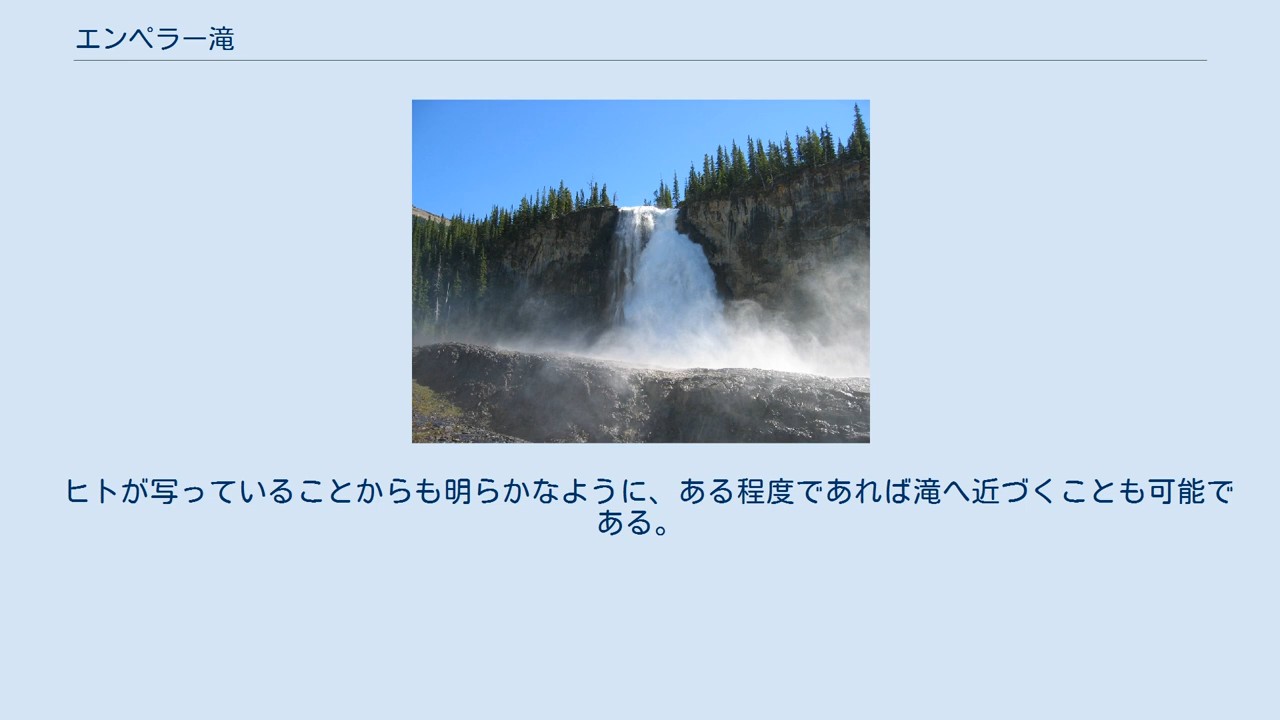 エンペラー滝
ヒトが写っていることからも明らかなように、ある程度であれば滝へ近づくことも可能で
ある。